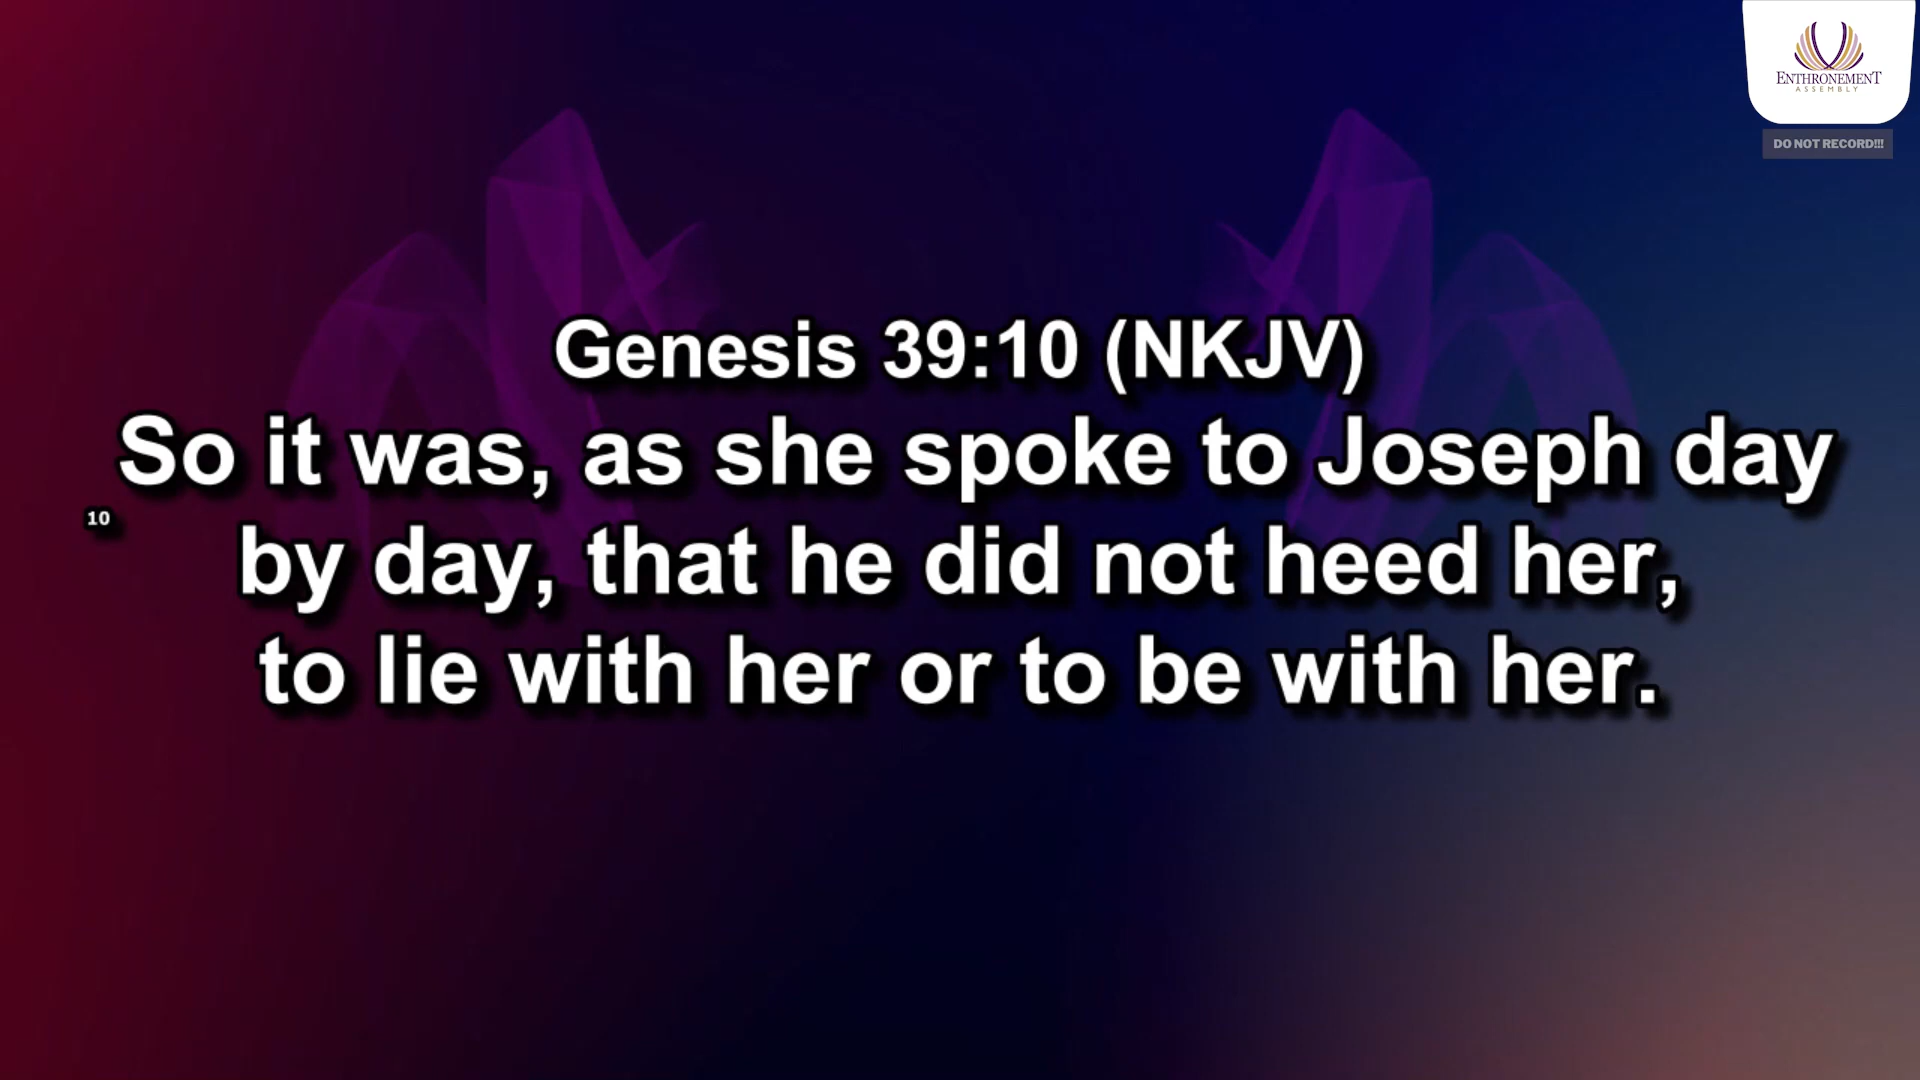 ENTHRONEMENT
ASSEMBLY
DO NOT RECORD!!!
Genesis 39:10 (NKJV)
So it was, as she spoke to Joseph day
10
by day, that he did not heed her,
to lie with her or to be with her.